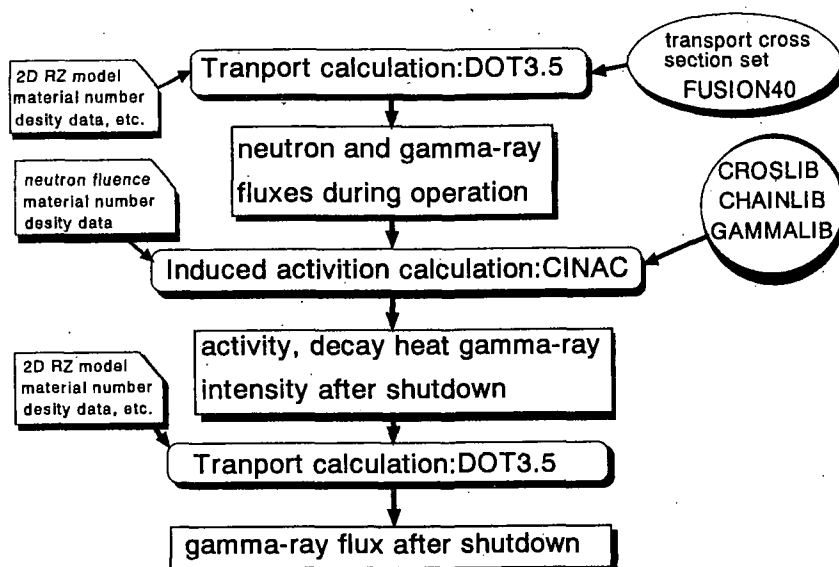 transport cross
section set
FUSION40
2D RZ model
material number
desity data, etc.
Tranport calculation:DOT3.5
neutron and gamma-ray
fluxes during operation
neutron fluence
material number
desity data
CROSLIB
CHAINLIB
GAMMALIB
Induced activition calculation:CINAC
activity, decay heat gamma-ray
intensity after shutdown
2D RZ model
material number
desity data, etc.
Tranport calculation:DOT3.5
gamma-ray flux after shutdown